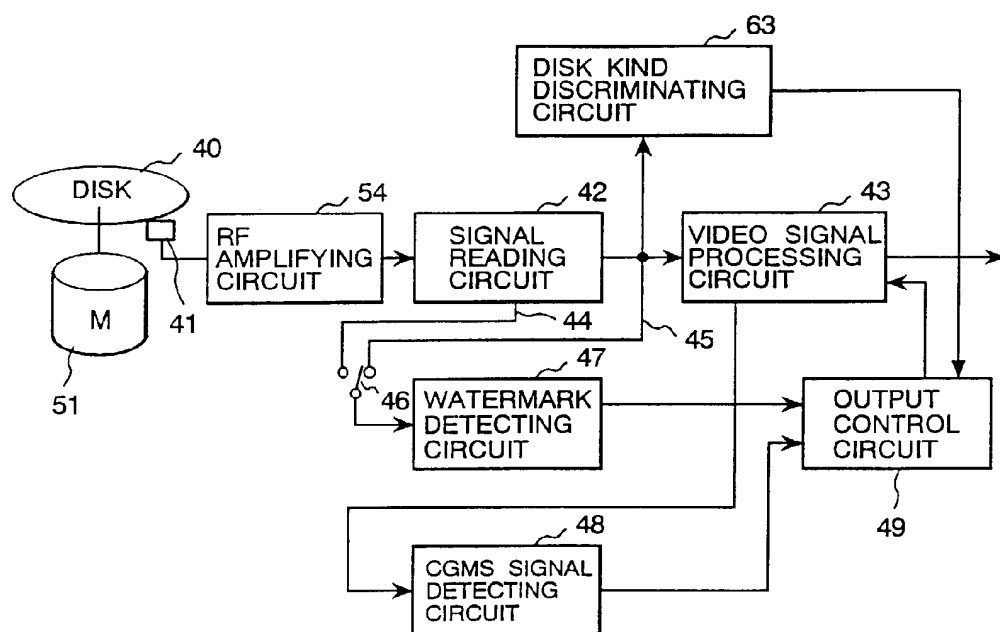 63
DISK KIND
DISCRIMINATING
CIRCUIT
40
DISK
54
RF
AMPLIFYING
CIRCUIT
42
SIGNAL
READING
CIRCUIT
43
VIDEO SIGNAL
PROCESSING
CIRCUIT
41
M
51
44
45
46
47
WATERMARK
DETECTING
CIRCUIT
OUTPUT
CONTROL
CIRCUIT
49
48
CGMS SIGNAL
DETECTING
CIRCUIT